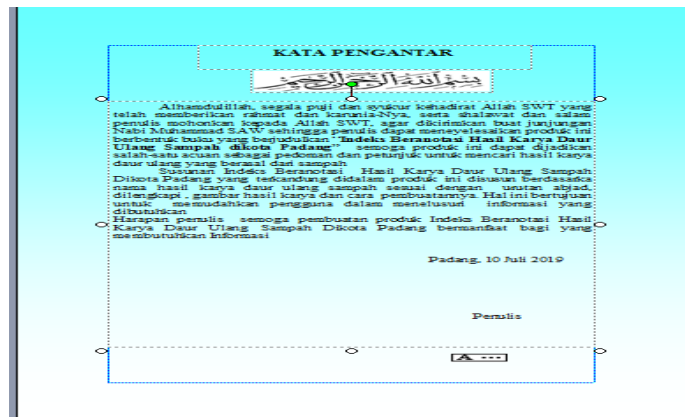 KATA PENGANTAR
بسم الله الرحمن الرحيم
Alhamdulillah, segala puji dan syukur kehadirat Allah SWT yang
telah memberikan rahmat dan karunia-Nya, serta shalawat dan salam
penulis mohonkan kepada Allah SWT, agar dikirimkan buat junjungan
Nabi Muhammad SAW sehingga penulis dapat meneyelesaikan produk ini
berbentuk buku yang berjudulkan "Indeks Beranotasi Hasil Karya Daur
Ulang Sampah dikota Padang" semoga produk ini dapat dijadikan
salah-satu acuan sebagai pedoman dan petunjuk untuk mencari hasil karya
daur ulang yang berasal dari sampah
Susunan Indeks Beranotasi Hasil Karya Daur Ulang Sampah
Dikota Padang yang terkandung didalam produk ini disusun berdasarka
nama hasil karya daur ulang sampah sesuai dengan urutan abjad,
dilengkapi , gambar hasil karya dan cara pembuatannya. Hal ini bertujuan
untuk memudahkan pengguna dalam menelusuri informasi yang
dibutuhkan
Harapan penulis semoga pembuatan produk Indeks Beranotasi Hasil
Karya Daur Ulang Sampah Dikota Padang bermanfaat bagi yang
membutuhkan Informasi
Padang, 10 Juli 2019
Penulis
A ...